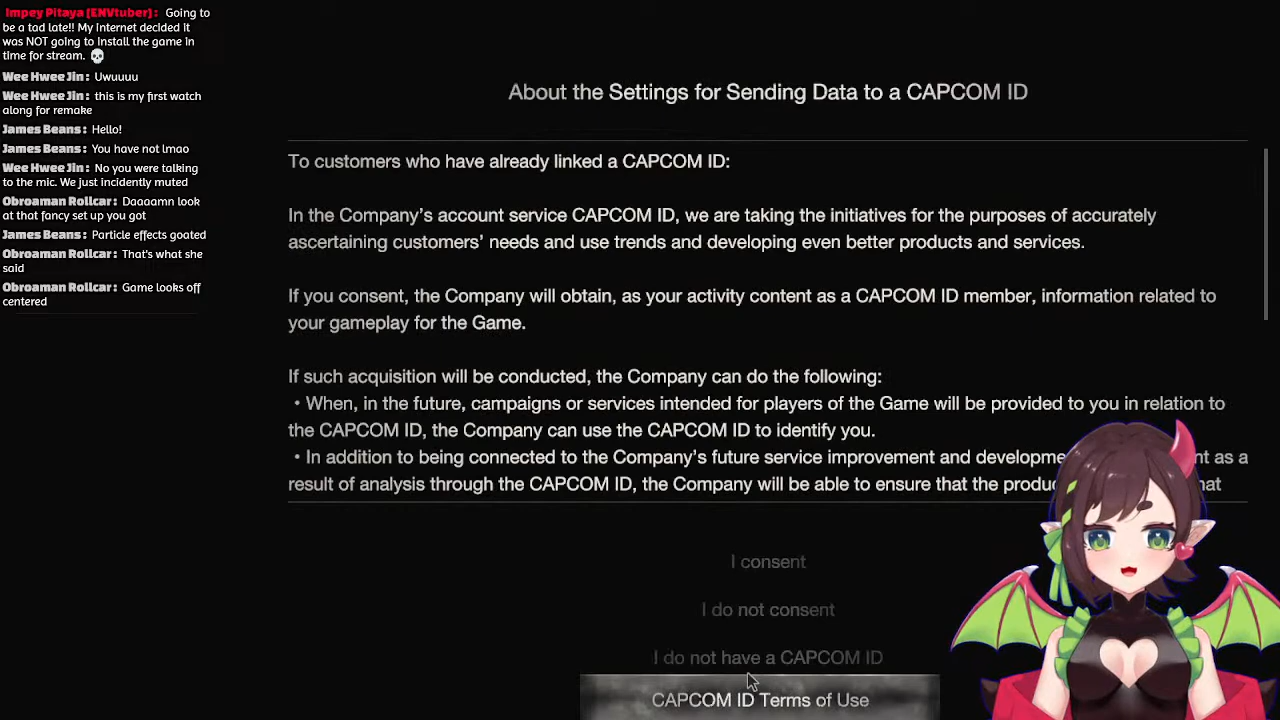 Impey Pitaya [ENVtuber] : Going to
be a tad late!! My internet decided it
was NOT going to install the game in
time for stream. 💀
Wee Hwee Jin : Uwuuuu
Wee Hwee Jin : this is my first watch
along for remake
James Beans : Hello!
James Beans : You have not lmao
Wee Hwee Jin : No you were talking
to the mic. We just incidently muted
Obroaman Rollcar : Daaaamn look
at that fancy set up you got
James Beans : Particle effects goated
Obroaman Rollcar : That's what she
said
Obroaman Rollcar : Game looks off
centered
About the Settings for Sending Data to a CAPCOM ID
To customers who have already linked a CAPCOM ID:
In the Company's account service CAPCOM ID, we are taking the initiatives for the purposes of accurately
ascertaining customers' needs and use trends and developing even better products and services.
If you consent, the Company will obtain, as your activity content as a CAPCOM ID member, information related to
your gameplay for the Game.
If such acquisition will be conducted, the Company can do the following:
• When, in the future, campaigns or services intended for players of the Game will be provided to you in relation to
the CAPCOM ID, the Company can use the CAPCOM ID to identify you.
• In addition to being connected to the Company's future service improvement and as a
result of analysis through the CAPCOM ID, the Company will be able to ensure that the
I consent
I do not consent
I do not have a CAPCOM ID
CAPCOM ID Terms of Use